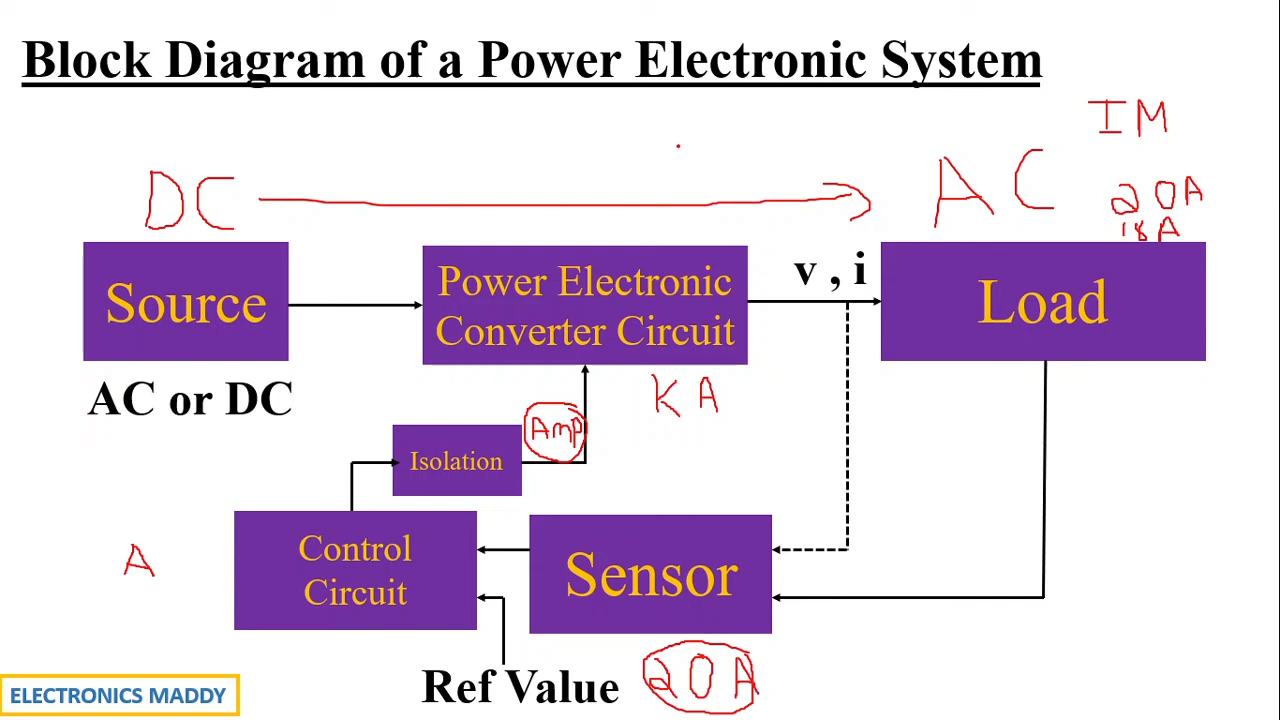 Block Diagram of a Power Electronic System
IM
DC
AC
20A
18A
Source
Power Electronic
Converter Circuit
v , i
Load
AC or DC
KA
Amp
Isolation
A
Control
Circuit
Sensor
Ref Value
20A
ELECTRONICS MADDY